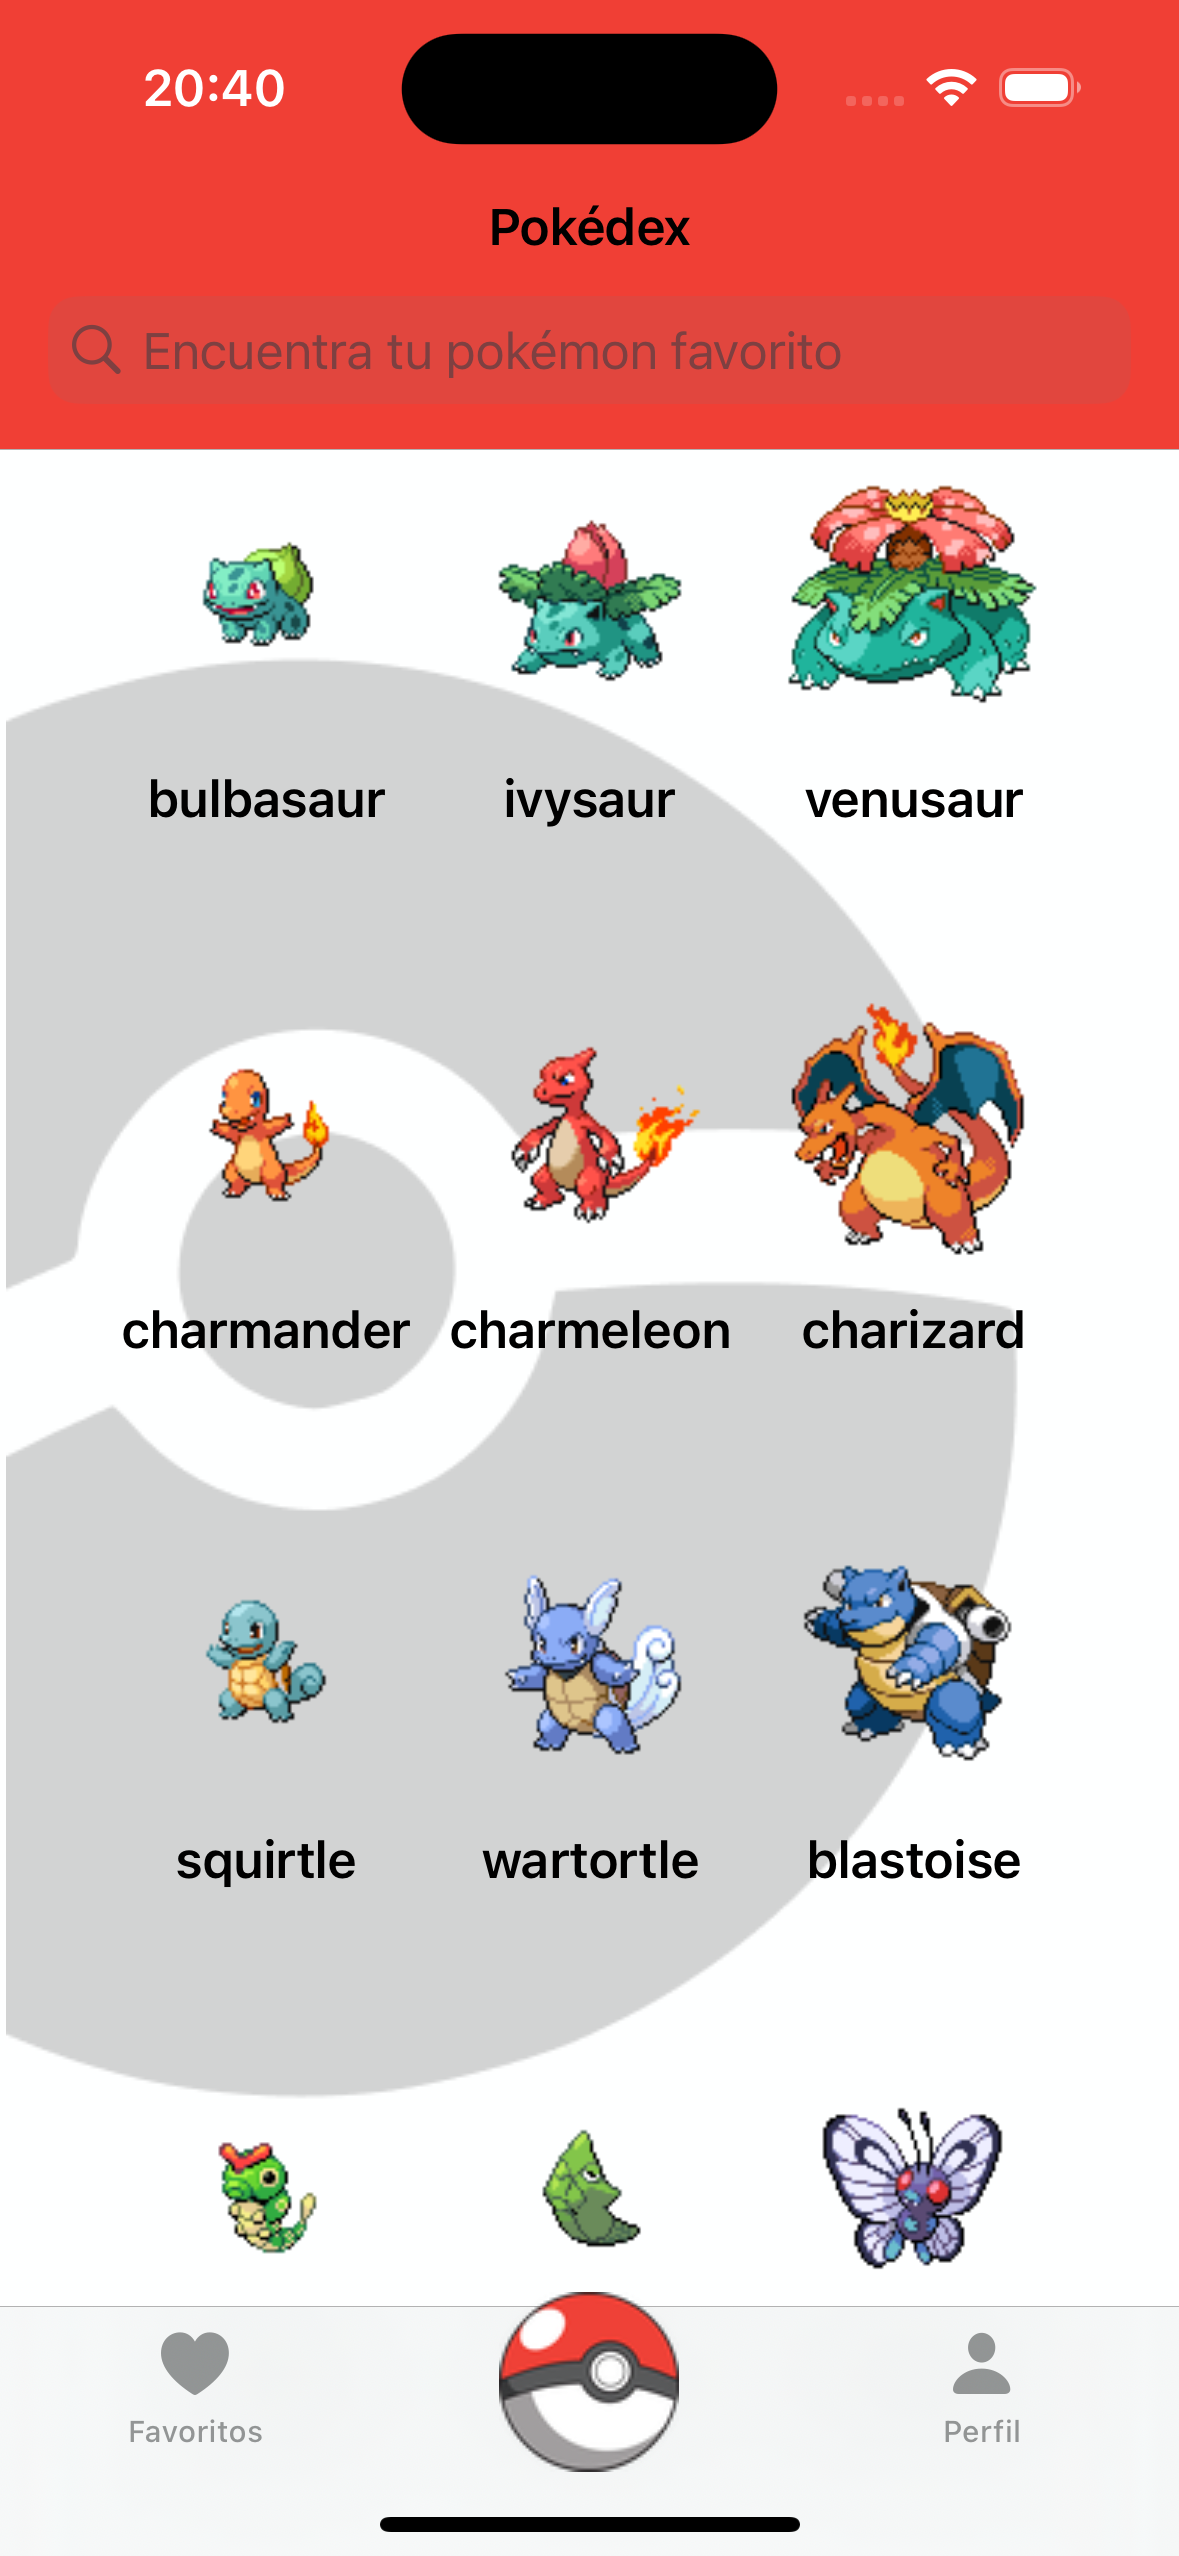 20:40
Pokédex
Encuentra tu pokémon favorito
bulbasaur ivysaur venusaur
charmander charmeleon charizard
squirtle wartortle blastoise
Favoritos Perfil